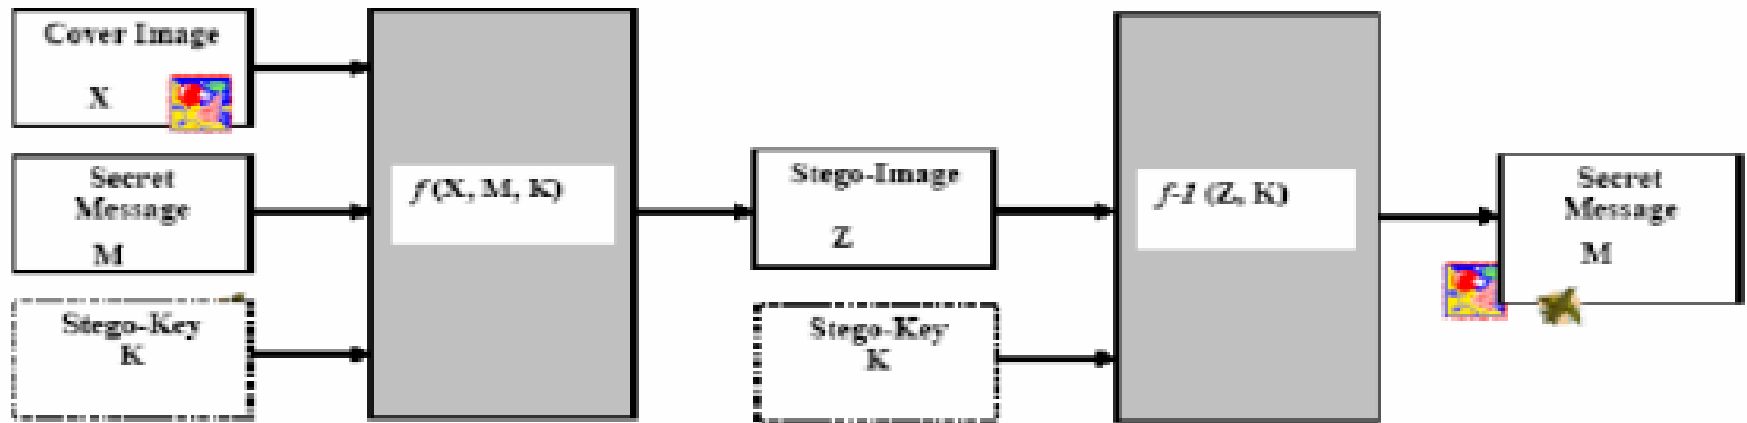 Cover Image
X
Secret
Message
M
Stego-Key
K
f (X, M, K)
Stego-Image
Z
Stego-Key
K
f-1 (Z, K)
Secret
Message
M